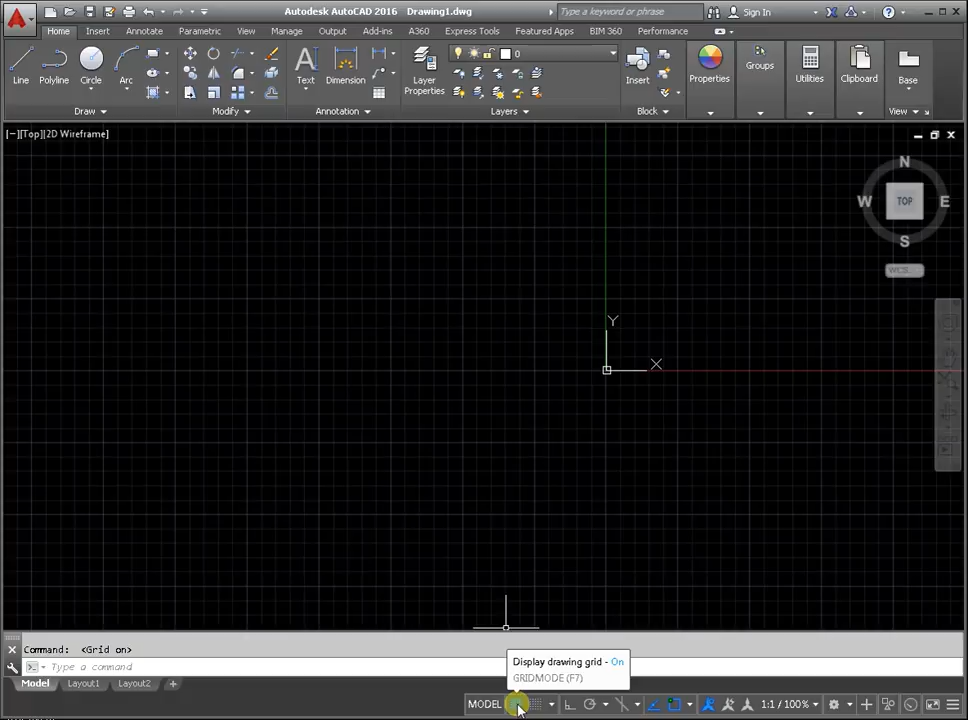 Autodesk AutoCAD 2016 Drawing1.dwg
Type a keyword or phrase
Sign In
Home Insert Annotate Parametric View Manage Output Add-ins A360 Express Tools Featured Apps BIM 360 Performance
0
Line Polyline Circle Arc
Text Dimension
Layer
Properties
Insert
Properties Groups Utilities Clipboard Base
Draw Modify Annotation Layers Block View
[−][Top][2D Wireframe]
N
W TOP E
S
WCS
Y
X
Command: <Grid on>
Type a command
Display drawing grid - On
GRIDMODE (F7)
Model Layout1 Layout2 +
MODEL
1:1 / 100%